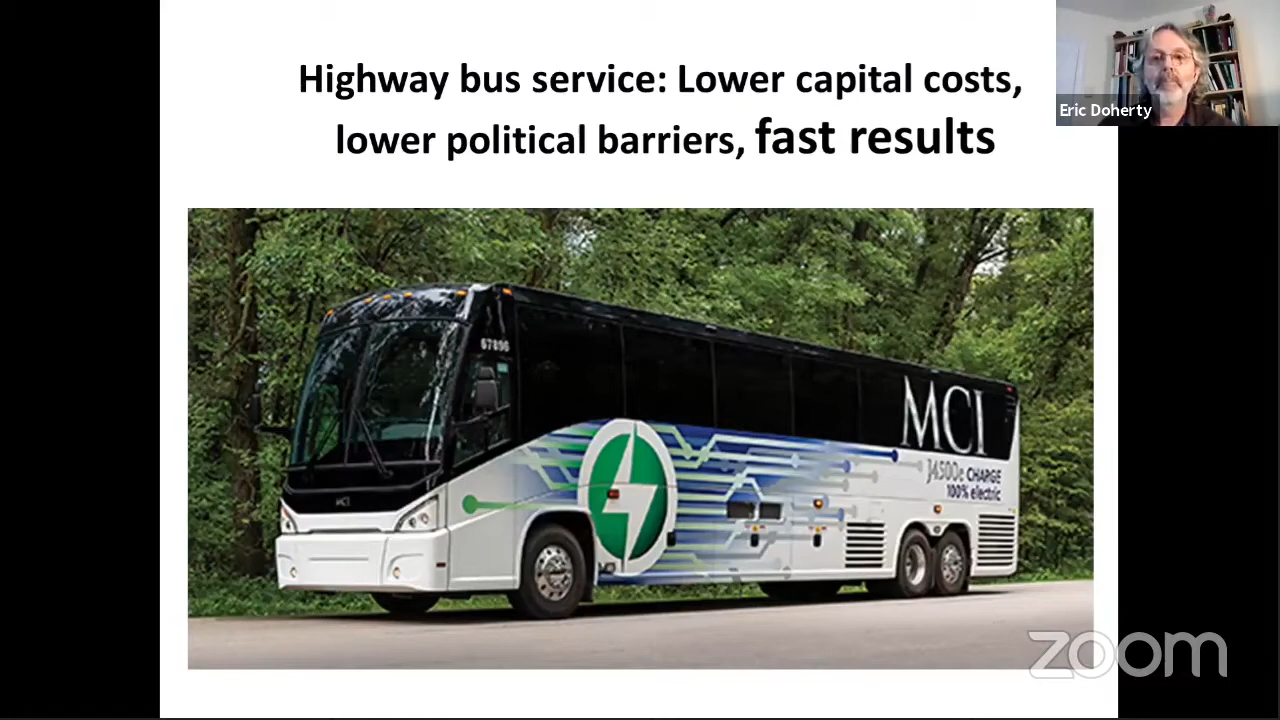 Highway bus service: Lower capital costs,
lower political barriers, fast results
Eric Doherty
67896
MCI
J4500e CHARGE
100% electric
MCI
zoom